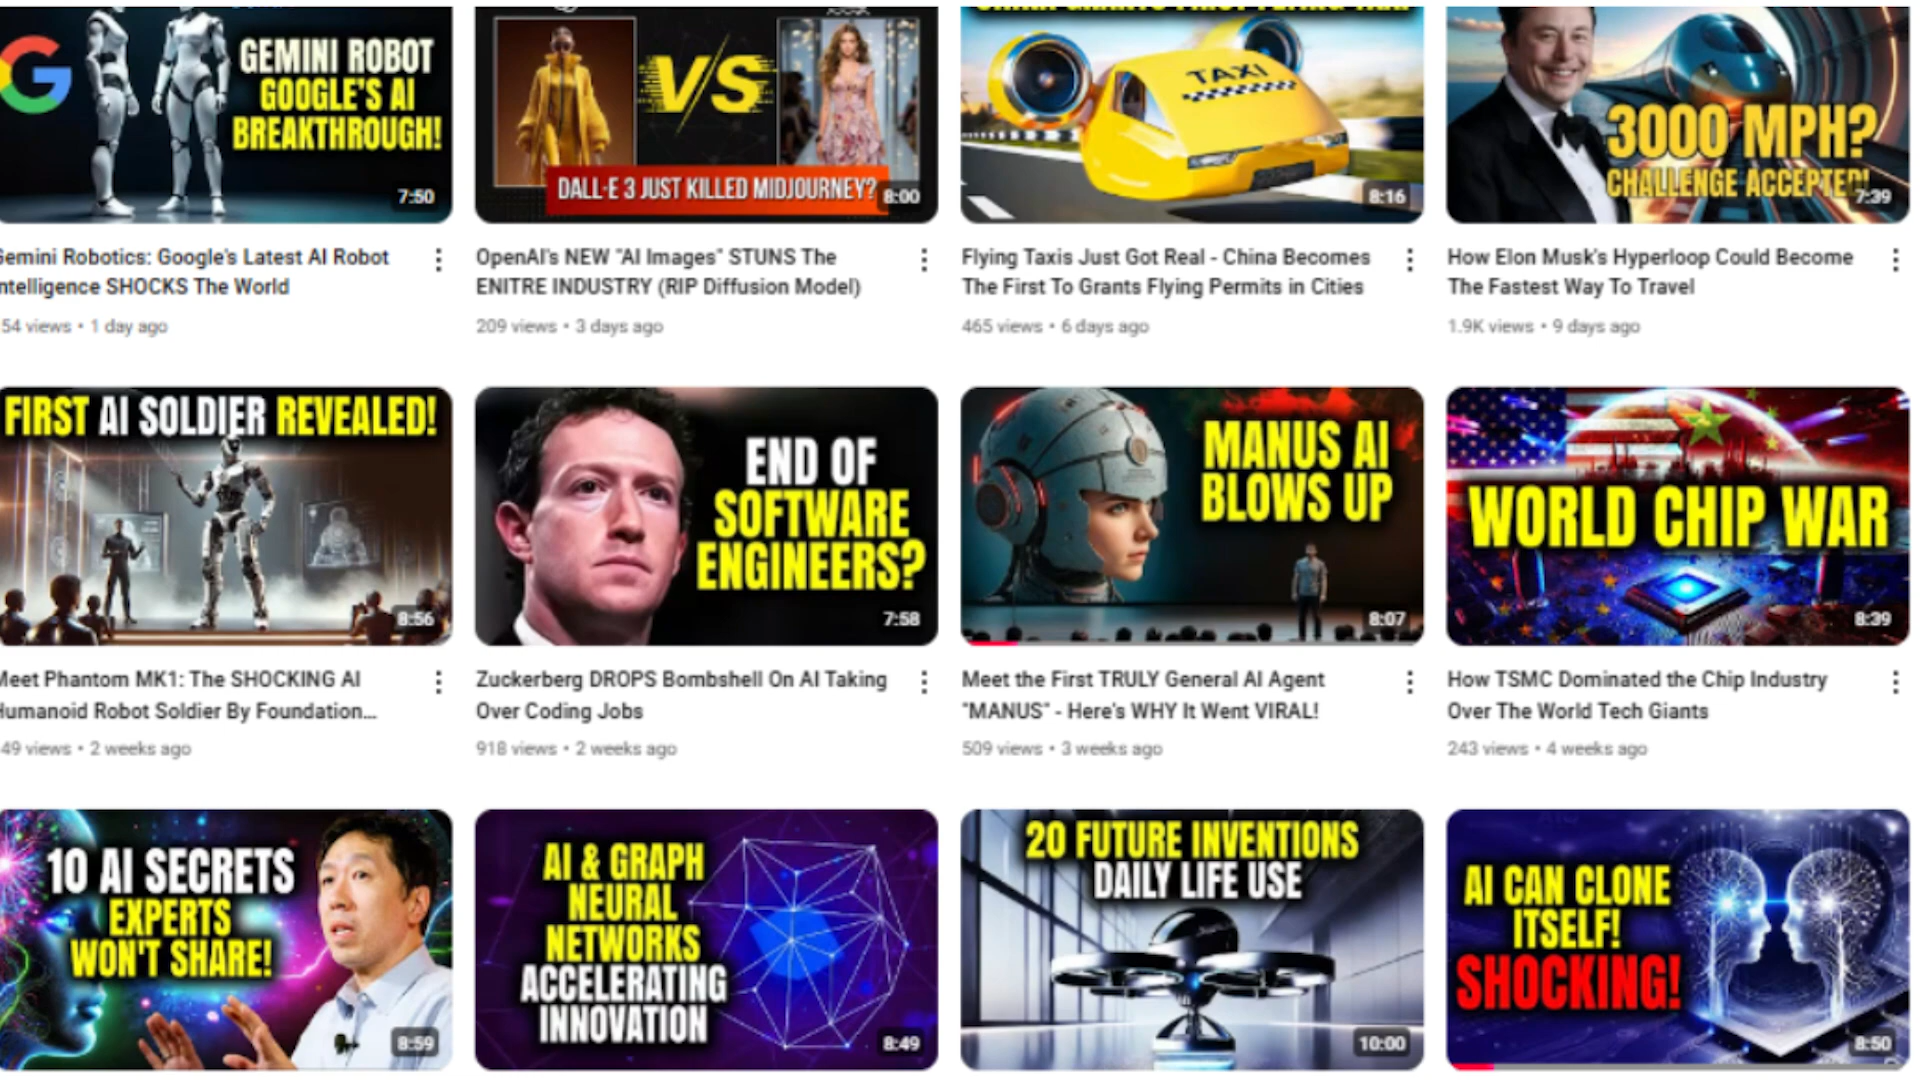 GEMINI ROBOT
GOOGLE'S AI
BREAKTHROUGH!
7:50
VS
DALL·E 3 JUST KILLED MIDJOURNEY?
8:00
CHINA GRANTS FIRST FLYING TAXI
TAXI
8:16
3000 MPH?
CHALLENGE ACCEPTED!
7:39
Gemini Robotics: Google's Latest AI Robot
Intelligence SHOCKS The World
54 views • 1 day ago
OpenAI's NEW "AI Images" STUNS The
ENITRE INDUSTRY (RIP Diffusion Model)
209 views • 3 days ago
Flying Taxis Just Got Real - China Becomes
The First To Grants Flying Permits in Cities
465 views • 6 days ago
How Elon Musk's Hyperloop Could Become
The Fastest Way To Travel
1.9K views • 9 days ago
FIRST AI SOLDIER REVEALED!
8:56
END OF
SOFTWARE
ENGINEERS?
7:58
MANUS AI
BLOWS UP
8:07
WORLD CHIP WAR
8:39
Meet Phantom MK1: The SHOCKING AI
Humanoid Robot Soldier By Foundation...
49 views • 2 weeks ago
Zuckerberg DROPS Bombshell On AI Taking
Over Coding Jobs
918 views • 2 weeks ago
Meet the First TRULY General AI Agent
"MANUS" - Here's WHY It Went VIRAL!
509 views • 3 weeks ago
How TSMC Dominated the Chip Industry
Over The World Tech Giants
243 views • 4 weeks ago
10 AI SECRETS
EXPERTS
WON'T SHARE!
8:59
AI & GRAPH
NEURAL
NETWORKS
ACCELERATING
INNOVATION
8:49
20 FUTURE INVENTIONS
DAILY LIFE USE
10:00
AI CAN CLONE
ITSELF!
SHOCKING!
8:50